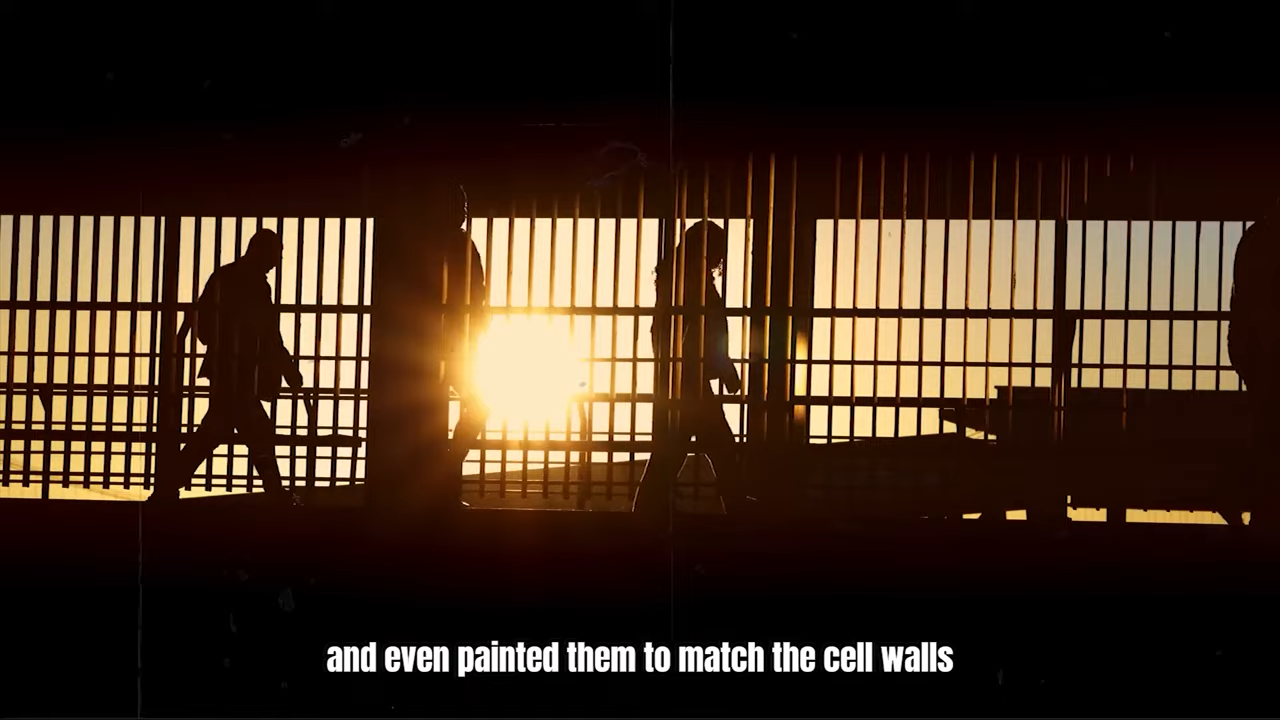 and even painted them to match the cell walls